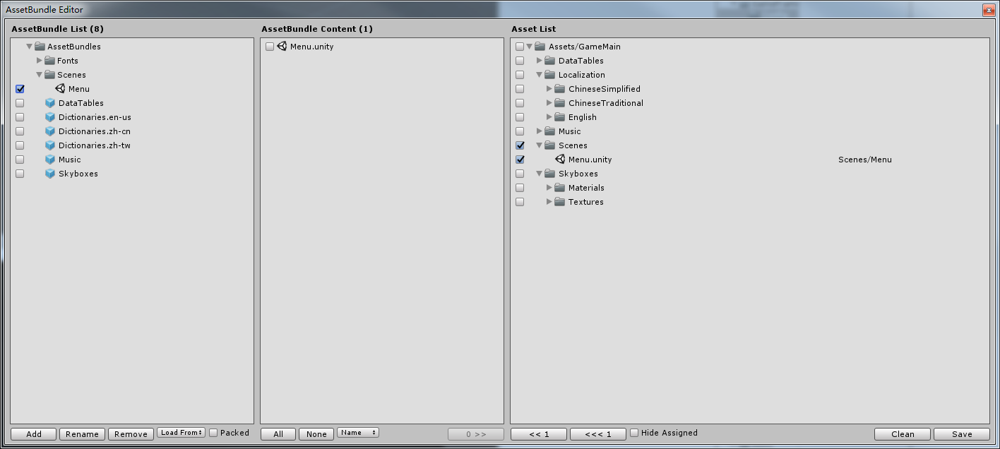 AssetBundle Editor
AssetBundle List (8)
AssetBundles
Fonts
Scenes
Menu
DataTables
Dictionaries.en-us
Dictionaries.zh-cn
Dictionaries.zh-tw
Music
Skyboxes
Add Rename Remove Load From Packed
AssetBundle Content (1)
Menu.unity
All None Name 0 >>
Asset List
Assets/GameMain
DataTables
Localization
ChineseSimplified
ChineseTraditional
English
Music
Scenes
Menu.unity Scenes/Menu
Skyboxes
Materials
Textures
<< 1 <<< 1 Hide Assigned Clean Save